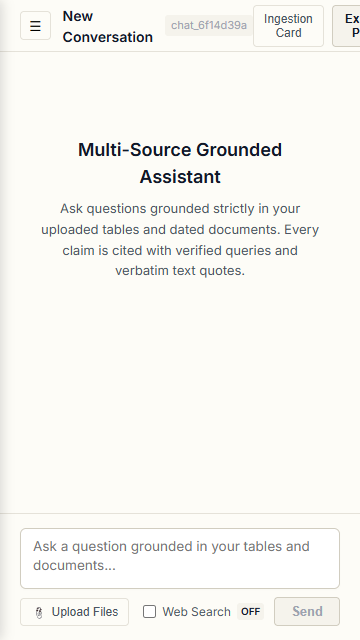 ☰
New
Conversation
chat_6f14d39a
Ingestion
Card
Ex
P
Multi-Source Grounded
Assistant
Ask questions grounded strictly in your
uploaded tables and dated documents. Every
claim is cited with verified queries and
verbatim text quotes.
Ask a question grounded in your tables and
documents...
Upload Files
Web Search OFF
Send